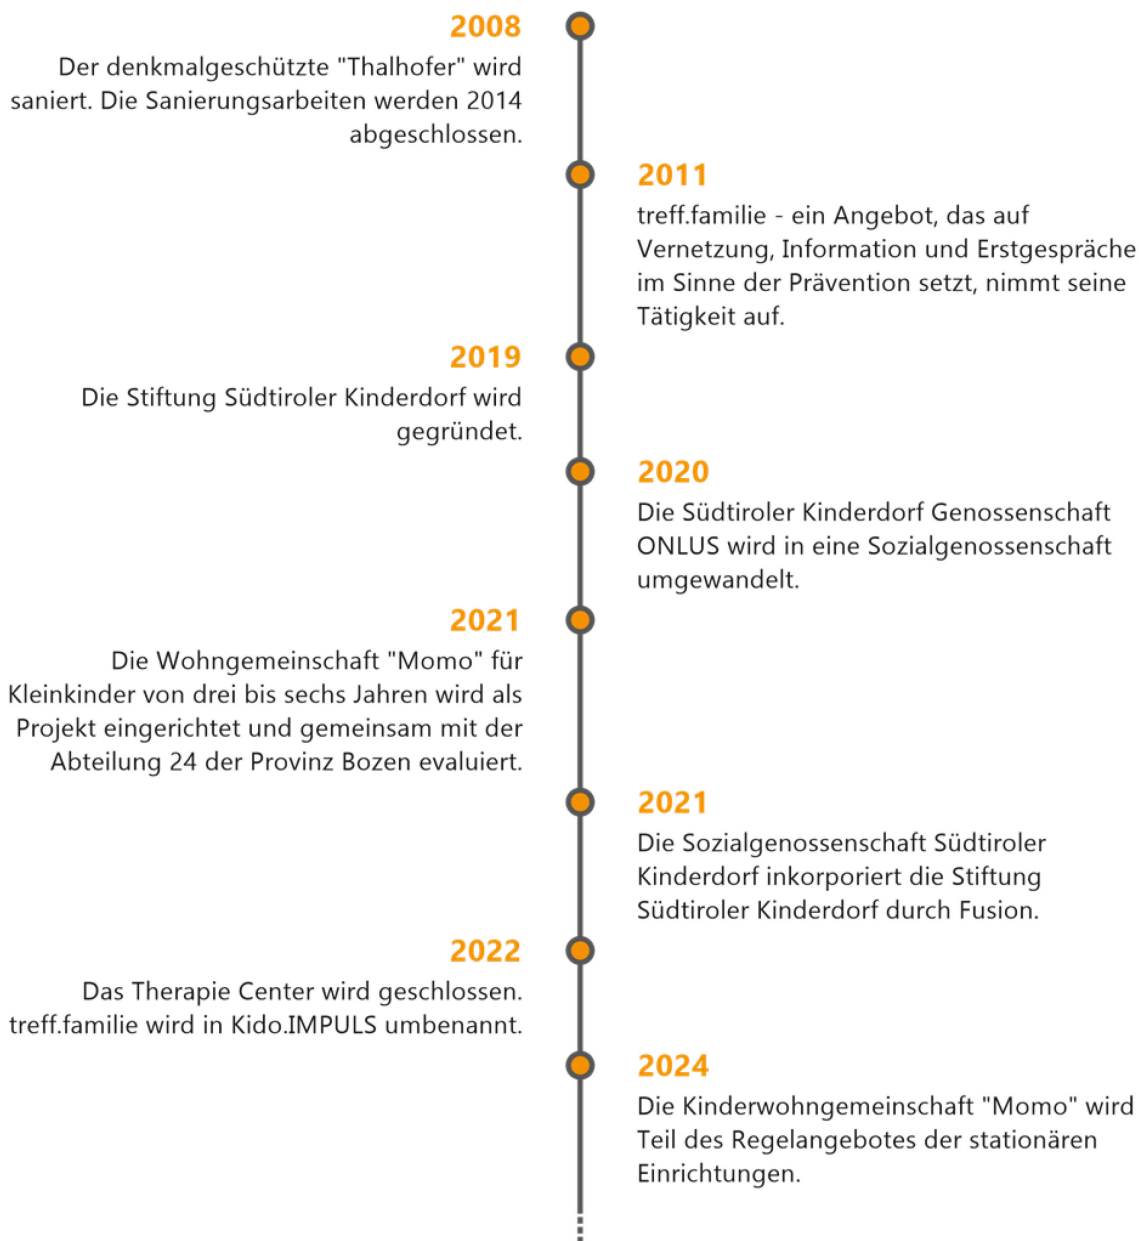 2008
Der denkmalgeschützte "Thalhofer" wird
saniert. Die Sanierungsarbeiten werden 2014
abgeschlossen.
2011
treff.familie - ein Angebot, das auf
Vernetzung, Information und Erstgespräche
im Sinne der Prävention setzt, nimmt seine
Tätigkeit auf.
2019
Die Stiftung Südtiroler Kinderdorf wird
gegründet.
2020
Die Südtiroler Kinderdorf Genossenschaft
ONLUS wird in eine Sozialgenossenschaft
umgewandelt.
2021
Die Wohngemeinschaft "Momo" für
Kleinkinder von drei bis sechs Jahren wird als
Projekt eingerichtet und gemeinsam mit der
Abteilung 24 der Provinz Bozen evaluiert.
2021
Die Sozialgenossenschaft Südtiroler
Kinderdorf inkorporiert die Stiftung
Südtiroler Kinderdorf durch Fusion.
2022
Das Therapie Center wird geschlossen.
treff.familie wird in Kido.IMPULS umbenannt.
2024
Die Kinderwohngemeinschaft "Momo" wird
Teil des Regelangebotes der stationären
Einrichtungen.